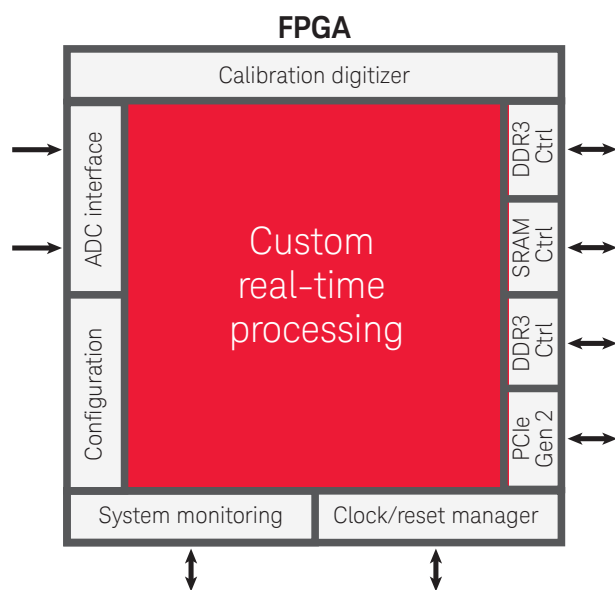 FPGA
Calibration digitizer
ADC interface
Configuration
Custom
real-time
processing
DDR3
Ctrl
SRAM
Ctrl
DDR3
Ctrl
PCIe
Gen 2
System monitoring
Clock/reset manager